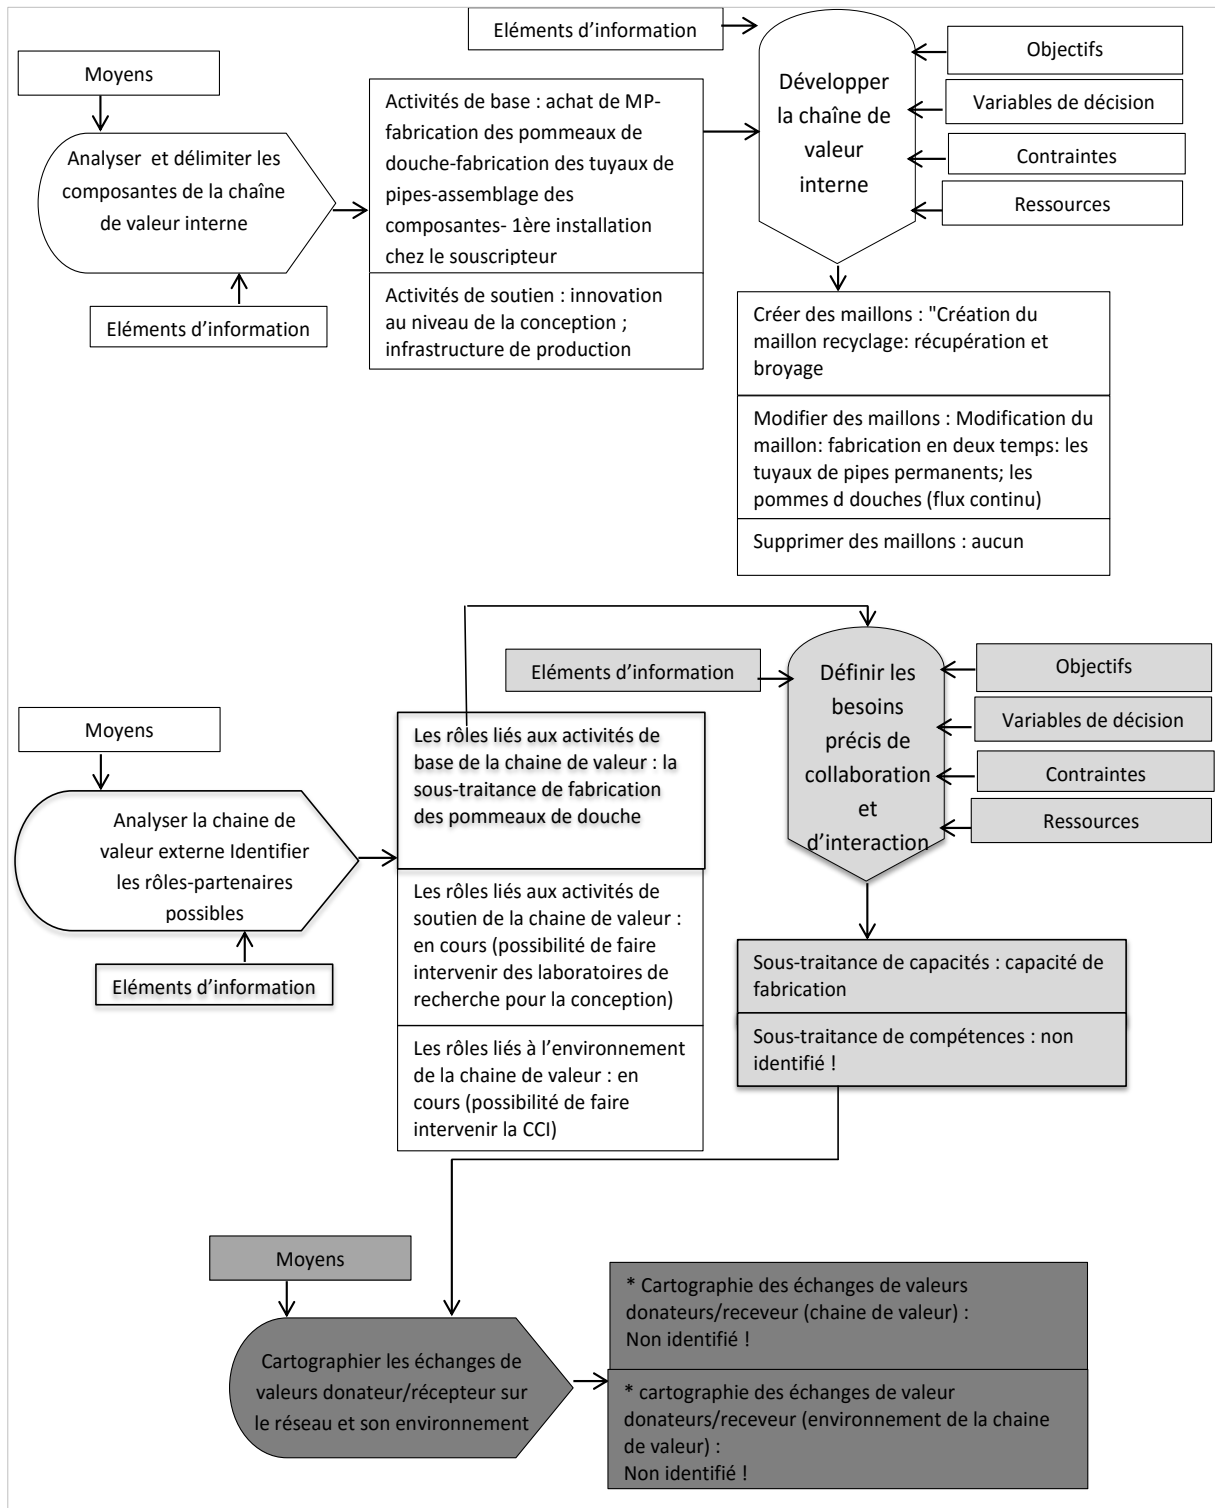 Eléments d’information
Moyens
Analyser et délimiter les
composantes de la chaîne
de valeur interne
Eléments d’information
Activités de base : achat de MP-
fabrication des pommeaux de
douche-fabrication des tuyaux de
pipes-assemblage des
composantes- 1ère installation
chez le souscripteur
Activités de soutien : innovation
au niveau de la conception ;
infrastructure de production
Développer
la chaîne de
valeur
interne
Objectifs
Variables de décision
Contraintes
Ressources
Créer des maillons : "Création du
maillon recyclage: récupération et
broyage
Modifier des maillons : Modification du
maillon: fabrication en deux temps: les
tuyaux de pipes permanents; les
pommes d douches (flux continu)
Supprimer des maillons : aucun
Eléments d’information
Moyens
Analyser la chaine de
valeur externe Identifier
les rôles-partenaires
possibles
Eléments d’information
Les rôles liés aux activités de
base de la chaine de valeur : la
sous-traitance de fabrication
des pommeaux de douche
Les rôles liés aux activités de
soutien de la chaine de valeur :
en cours (possibilité de faire
intervenir des laboratoires de
recherche pour la conception)
Les rôles liés à l’environnement
de la chaine de valeur : en
cours (possibilité de faire
intervenir la CCI)
Définir les
besoins
précis de
collaboration
et
d’interaction
Objectifs
Variables de décision
Contraintes
Ressources
Sous-traitance de capacités : capacité de
fabrication
Sous-traitance de compétences : non
identifié !
Moyens
Cartographier les échanges de
valeurs donateur/récepteur sur
le réseau et son environnement
* Cartographie des échanges de valeurs
donateurs/receveur (chaine de valeur) :
Non identifié !
* cartographie des échanges de valeur
donateurs/receveur (environnement de la chaine
de valeur) :
Non identifié !